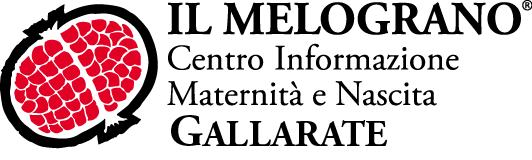 IL MELOGRANO®
Centro Informazione
Maternità e Nascita
GALLARATE